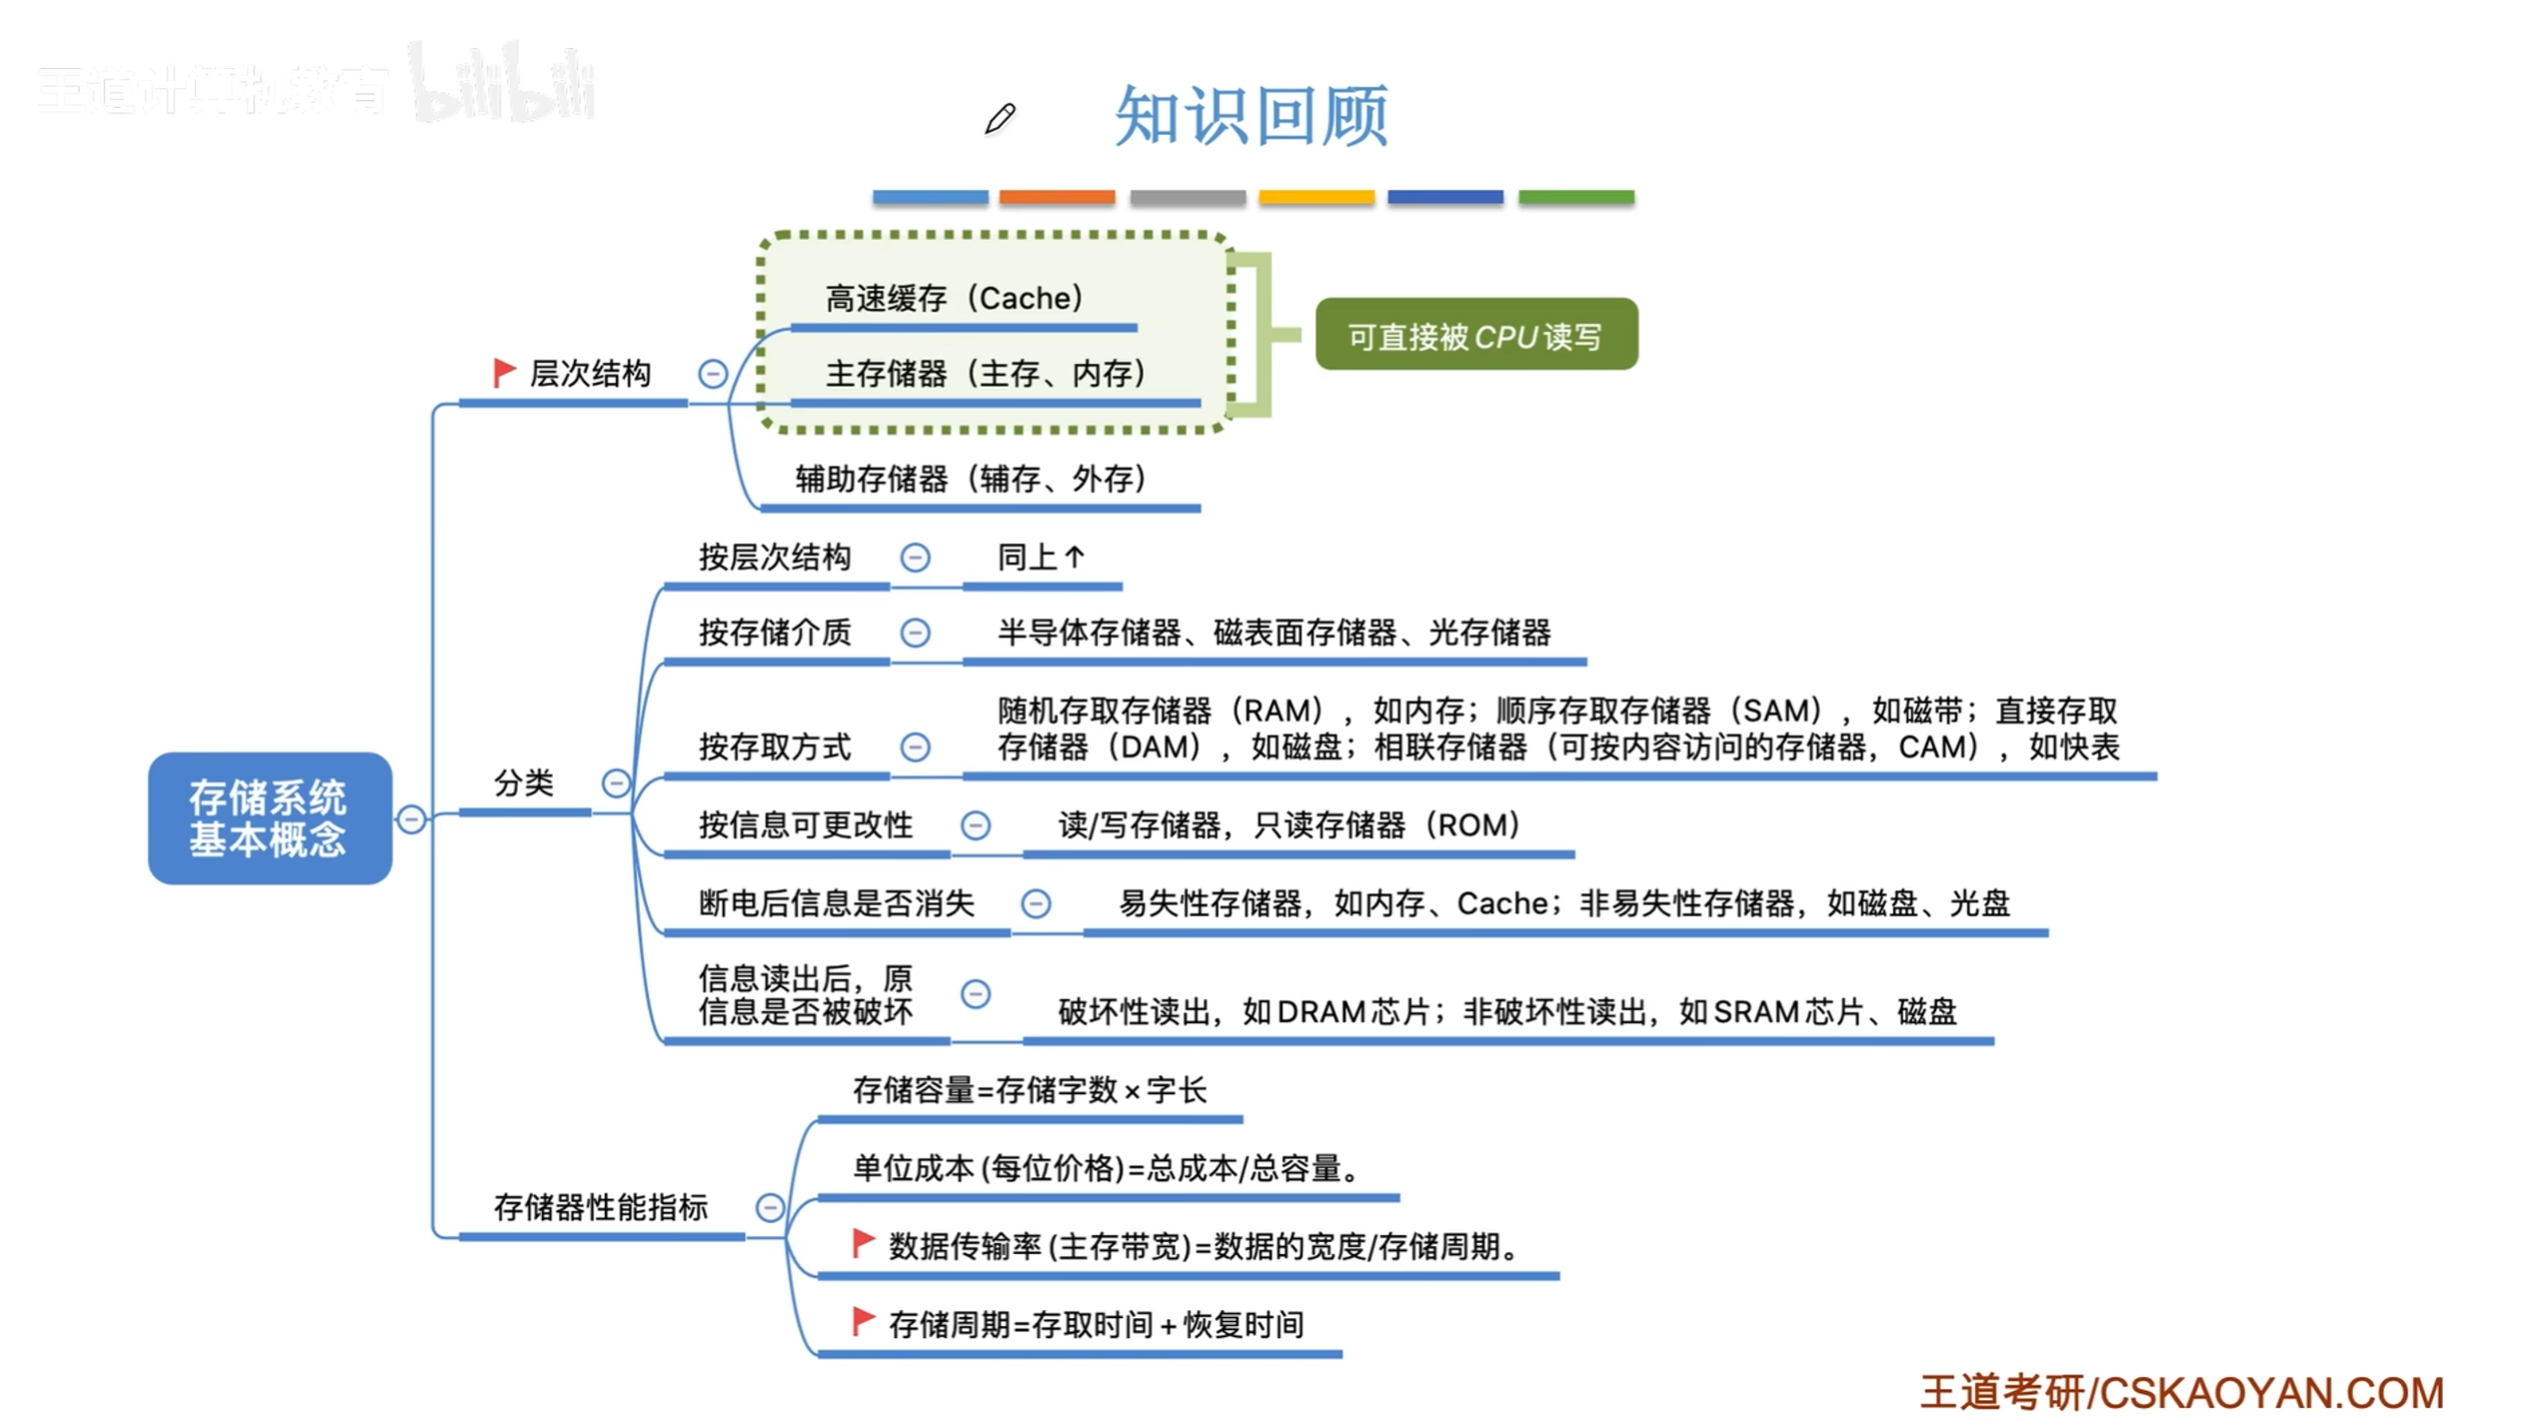 王道计算机教育 bilibili
知识回顾
高速缓存（Cache）
主存储器（主存、内存）
可直接被CPU读写
层次结构
辅助存储器（辅存、外存）
按层次结构
同上↑
按存储介质
半导体存储器、磁表面存储器、光存储器
按存取方式
随机存取存储器（RAM），如内存；顺序存取存储器（SAM），如磁带；直接存取
存储器（DAM），如磁盘；相联存储器（可按内容访问的存储器，CAM），如快表
分类
按信息可更改性
读/写存储器，只读存储器（ROM）
存储系统
基本概念
断电后信息是否消失
易失性存储器，如内存、Cache；非易失性存储器，如磁盘、光盘
信息读出后，原
信息是否被破坏
破坏性读出，如DRAM芯片；非破坏性读出，如SRAM芯片、磁盘
存储器性能指标
存储容量=存储字数×字长
单位成本(每位价格)=总成本/总容量。
数据传输率(主存带宽)=数据的宽度/存储周期。
存储周期=存取时间+恢复时间
王道考研/CSKAOYAN.COM